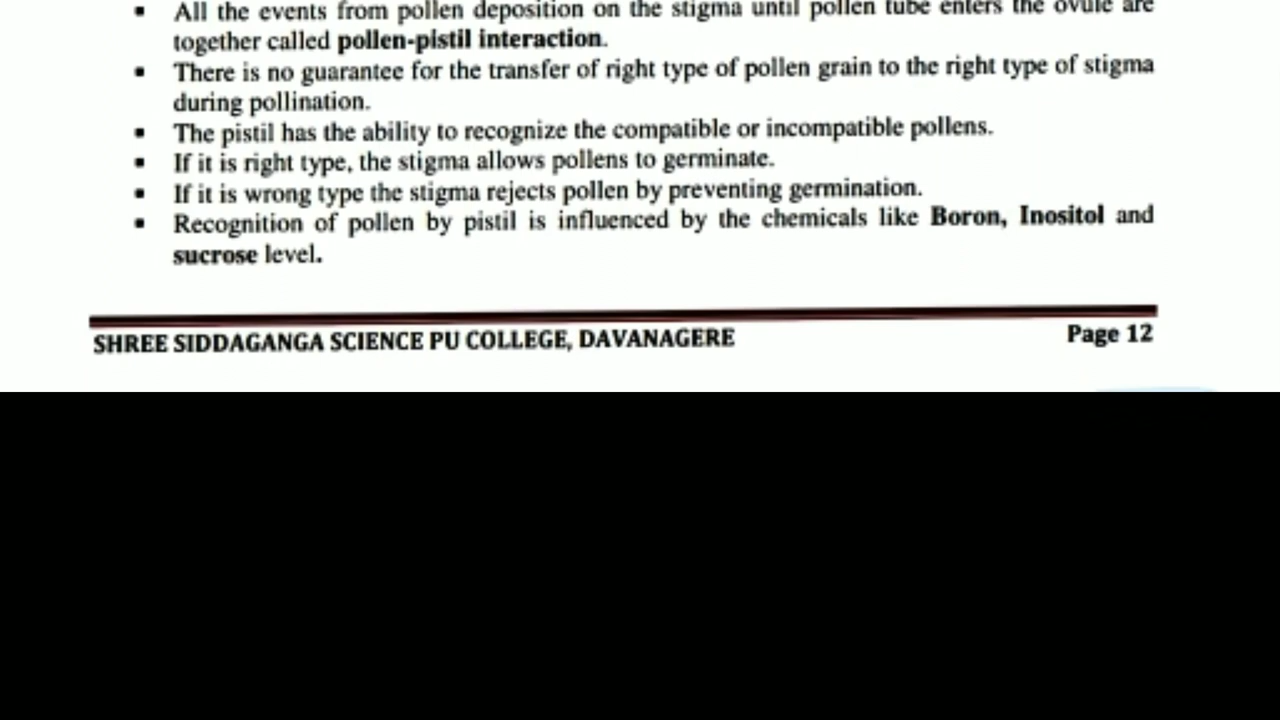 ▪ All the events from pollen deposition on the stigma until pollen tube enters the ovule are
together called pollen-pistil interaction.
▪ There is no guarantee for the transfer of right type of pollen grain to the right type of stigma
during pollination.
▪ The pistil has the ability to recognize the compatible or incompatible pollens.
▪ If it is right type, the stigma allows pollens to germinate.
▪ If it is wrong type the stigma rejects pollen by preventing germination.
▪ Recognition of pollen by pistil is influenced by the chemicals like Boron, Inositol and
sucrose level.
SHREE SIDDAGANGA SCIENCE PU COLLEGE, DAVANAGERE Page 12